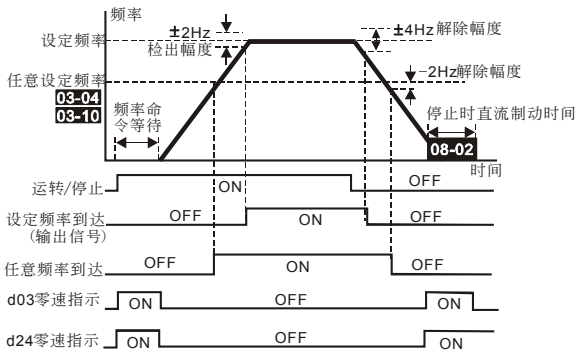 频率
±2Hz
检出幅度
±4Hz解除幅度
设定频率
任意设定频率
-2Hz解除幅度
03-04
03-10
频率命
令等待
停止时直流制动时间
08-02
时间
运转/停止 ON OFF
设定频率到达
(输出信号)
OFF ON OFF
任意频率到达 OFF ON OFF
d03零速指示 ON OFF ON
d24零速指示 ON OFF ON